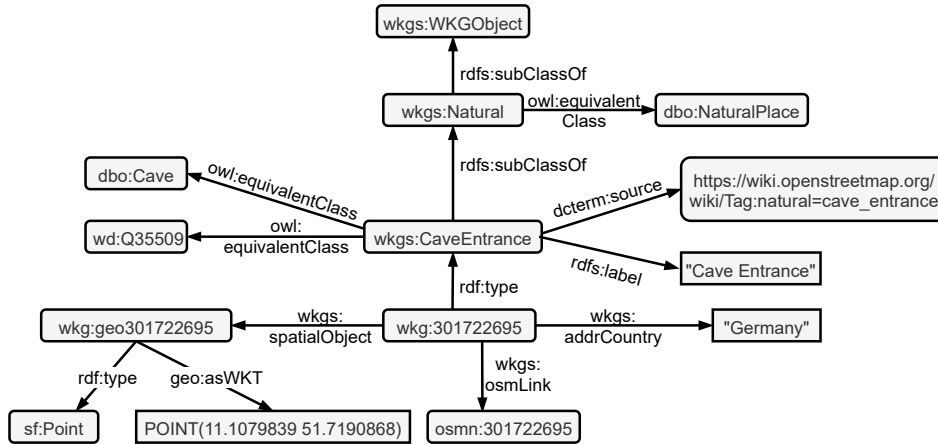 wkgs:WKGObject
rdfs:subClassOf
wkgs:Natural
owl:equivalent
Class
dbo:NaturalPlace
rdfs:subClassOf
dbo:Cave
owl:equivalentClass
dcterm:source
https://wiki.openstreetmap.org/
wiki/Tag:natural=cave_entrance
wd:Q35509
owl:
equivalentClass
wkgs:CaveEntrance
rdfs:label
"Cave Entrance"
rdf:type
wkg:geo301722695
wkgs:
spatialObject
wkg:301722695
wkgs:
addrCountry
"Germany"
rdf:type
geo:asWKT
wkgs:
osmLink
sf:Point
POINT(11.1079839 51.7190868)
osmn:301722695